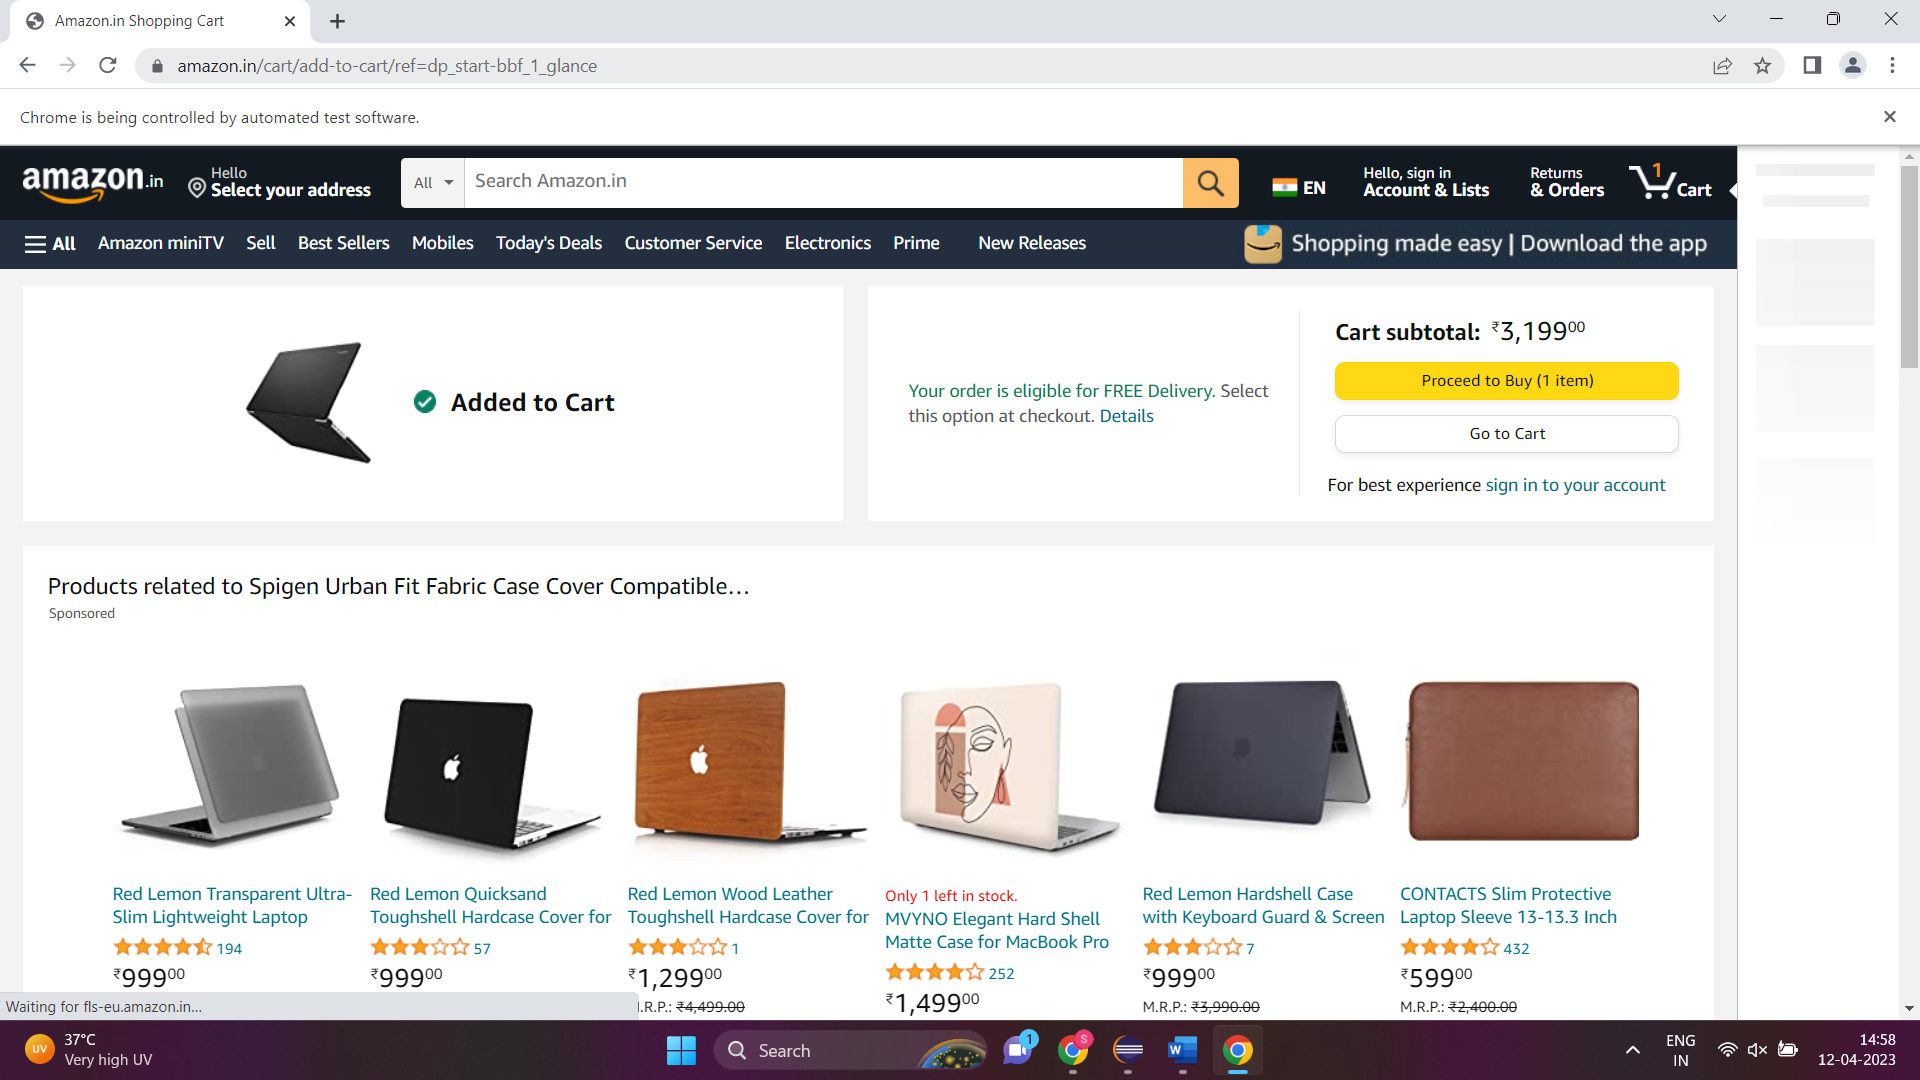 Amazon.in Shopping Cart
amazon.in/cart/add-to-cart/ref=dp_start-bbf_1_glance
Chrome is being controlled by automated test software.
amazon.in
Hello
Select your address
All
Search Amazon.in
EN
Hello, sign in
Account & Lists
Returns
& Orders
1
Cart
All
Amazon miniTV
Sell
Best Sellers
Mobiles
Today's Deals
Customer Service
Electronics
Prime
New Releases
Shopping made easy | Download the app
Added to Cart
Your order is eligible for FREE Delivery. Select
this option at checkout. Details
Cart subtotal: ₹3,19900
Proceed to Buy (1 item)
Go to Cart
For best experience sign in to your account
Products related to Spigen Urban Fit Fabric Case Cover Compatible…
Sponsored
Red Lemon Transparent Ultra-
Slim Lightweight Laptop
194
₹99900
Red Lemon Quicksand
Toughshell Hardcase Cover for
57
₹99900
Red Lemon Wood Leather
Toughshell Hardcase Cover for
1
₹1,29900
.R.P.: ₹4,499.00
Only 1 left in stock.
MVYNO Elegant Hard Shell
Matte Case for MacBook Pro
252
₹1,49900
Red Lemon Hardshell Case
with Keyboard Guard & Screen
7
₹99900
M.R.P.: ₹3,990.00
CONTACTS Slim Protective
Laptop Sleeve 13-13.3 Inch
432
₹59900
M.R.P.: ₹2,400.00
Waiting for fls-eu.amazon.in...
UV
37°C
Very high UV
Search
1
S
W
ENG
IN
14:58
12-04-2023